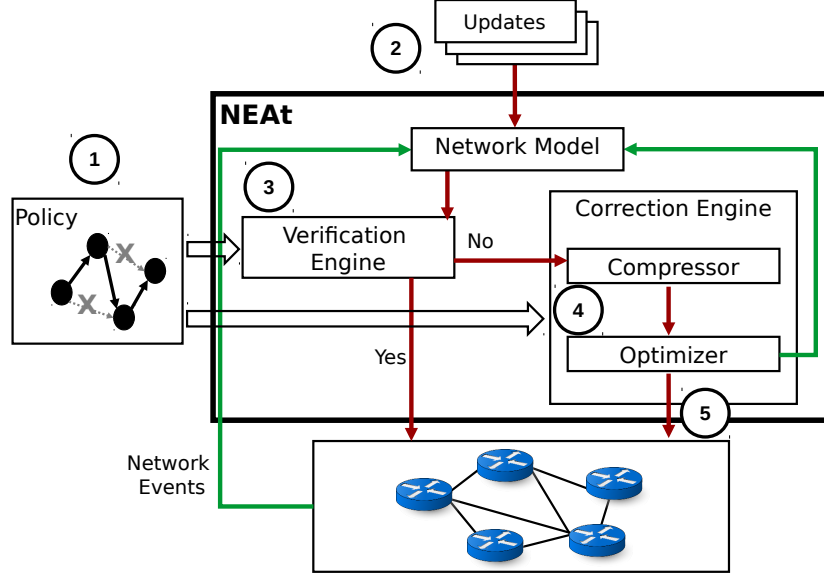 Updates
2
NEAt
Network Model
1
3
Policy
X
X
Verification
Engine
No
Correction Engine
Compressor
4
Yes
Optimizer
5
Network
Events